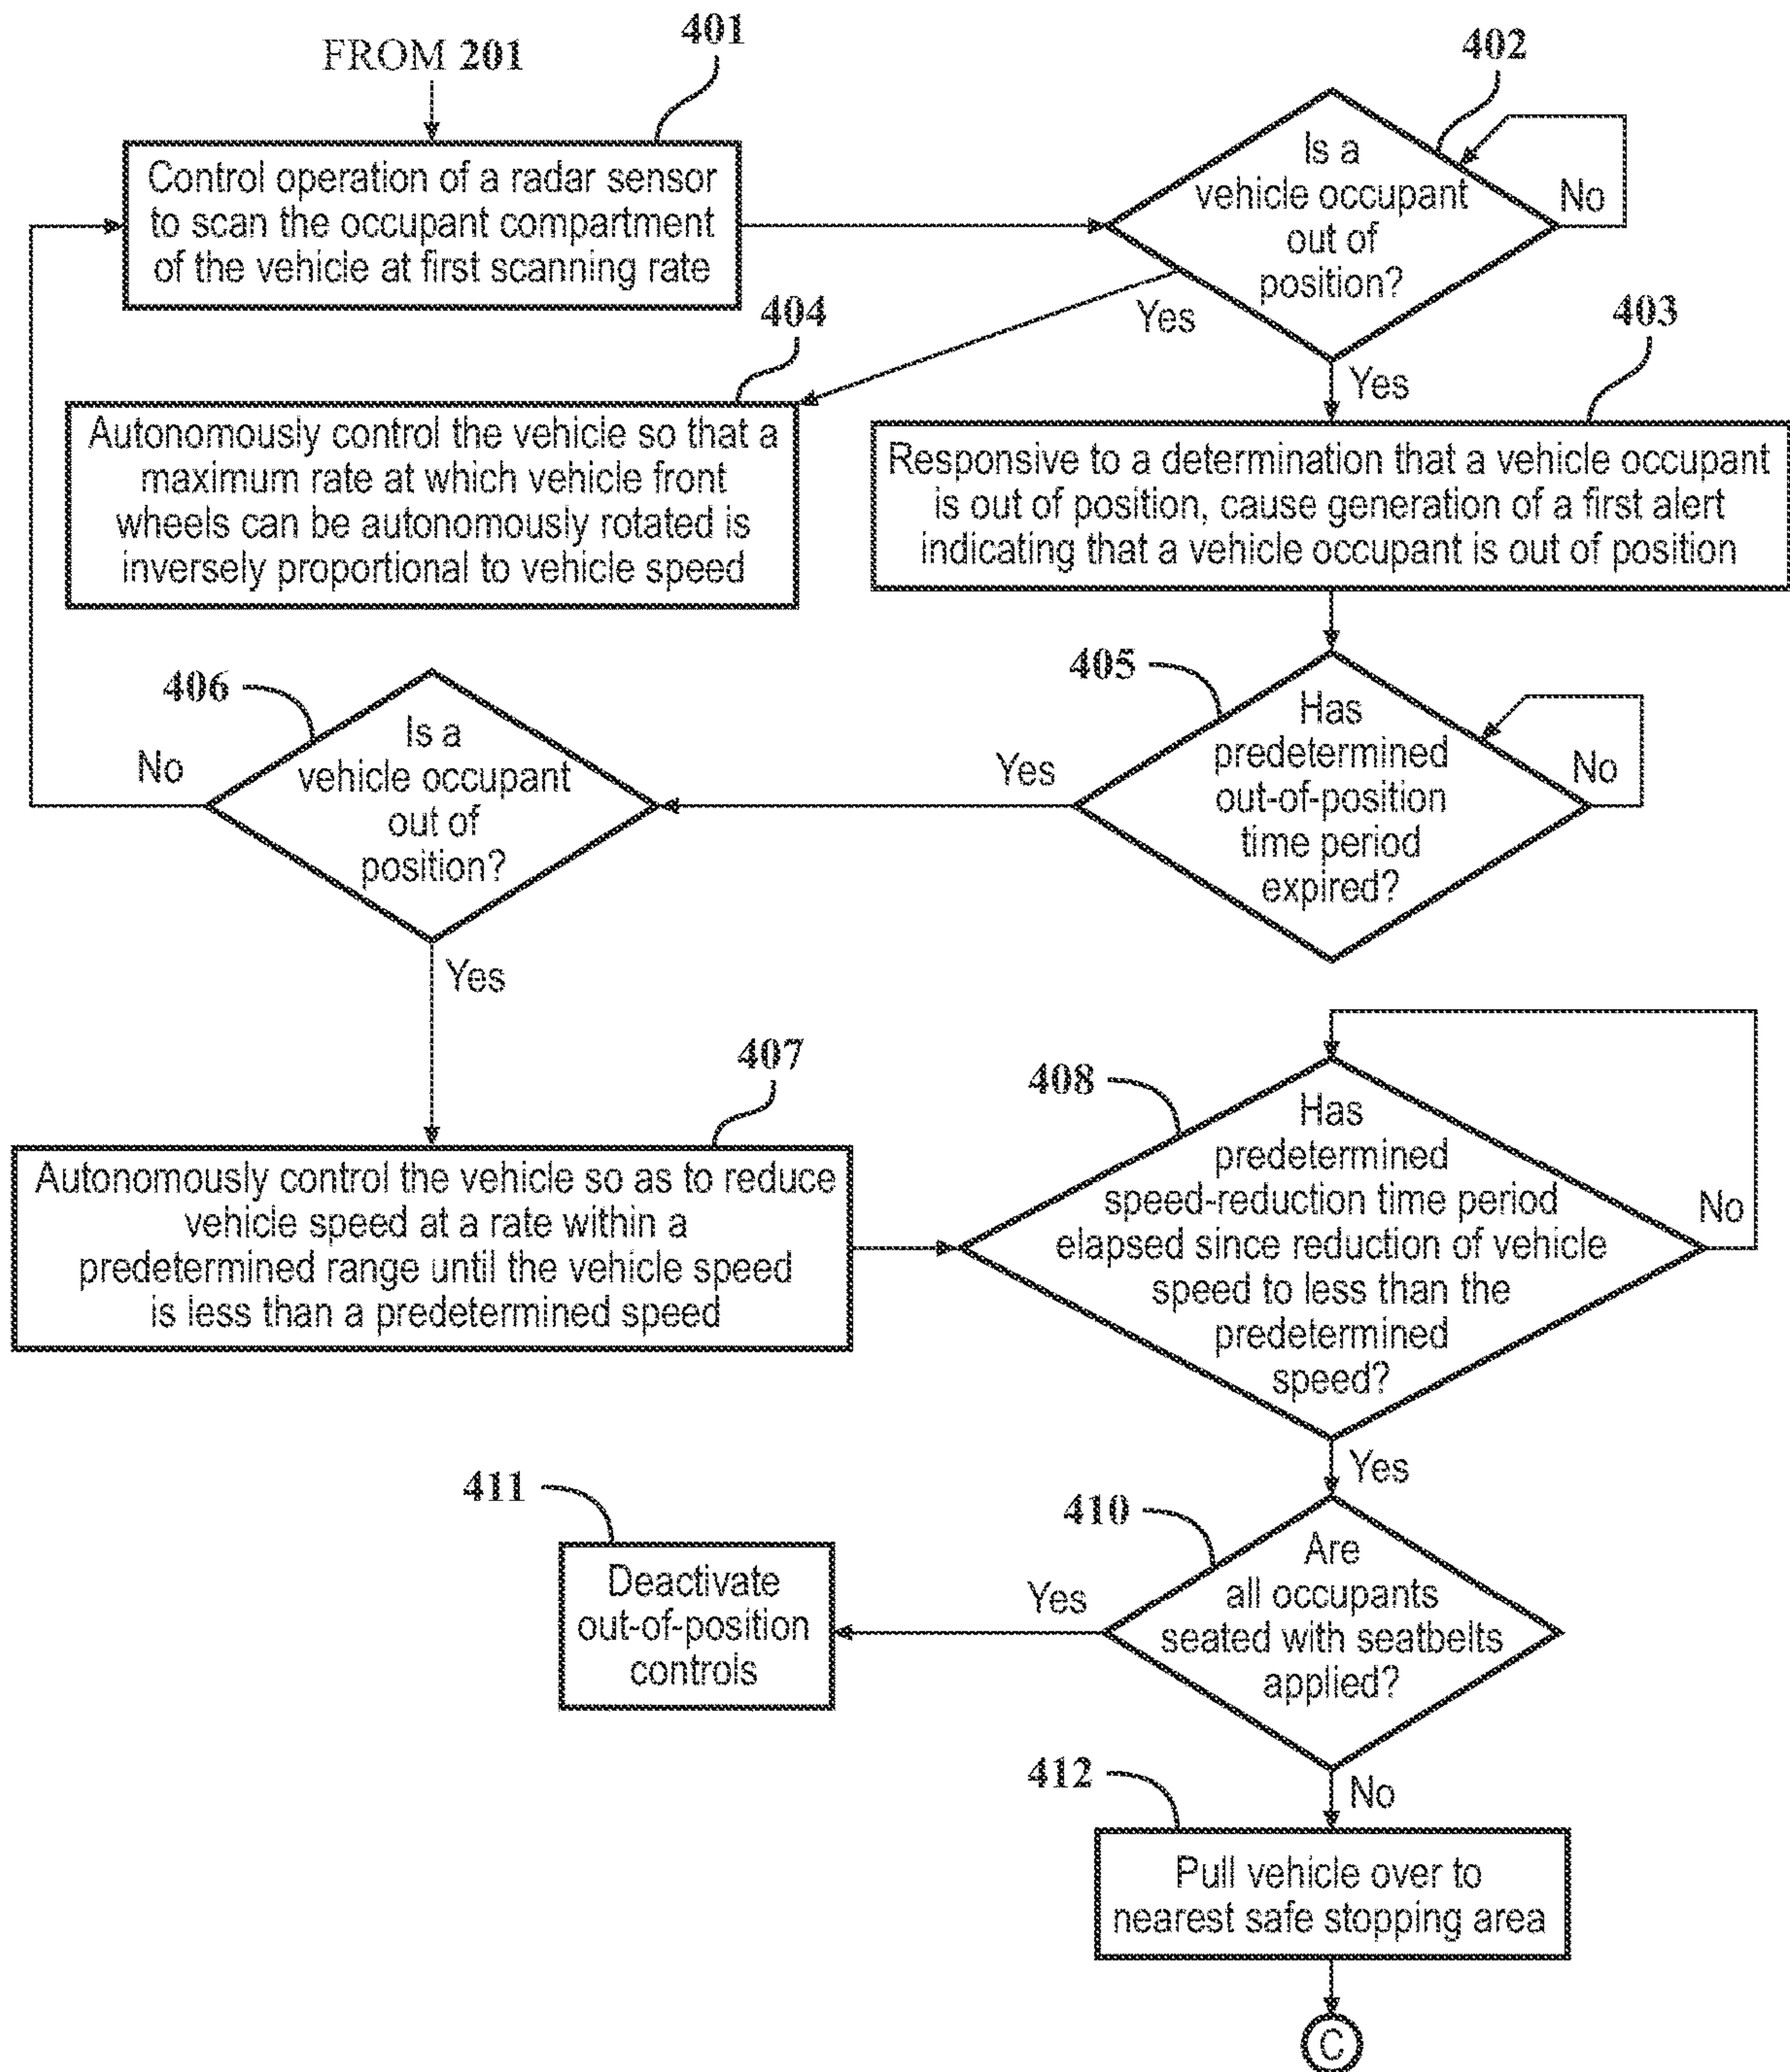 FROM 201
401
Control operation of a radar sensor
to scan the occupant compartment
of the vehicle at first scanning rate
402
Is a
vehicle occupant
out of
position?
No
Yes
Yes
404
Autonomously control the vehicle so that a
maximum rate at which vehicle front
wheels can be autonomously rotated is
inversely proportional to vehicle speed
403
Responsive to a determination that a vehicle occupant
is out of position, cause generation of a first alert
indicating that a vehicle occupant is out of position
405
Has
predetermined
out-of-position
time period
expired?
No
Yes
406
Is a
vehicle occupant
out of
position?
No
Yes
407
Autonomously control the vehicle so as to reduce
vehicle speed at a rate within a
predetermined range until the vehicle speed
is less than a predetermined speed
408
Has
predetermined
speed-reduction time period
elapsed since reduction of vehicle
speed to less than the
predetermined
speed?
No
Yes
410
Are
all occupants
seated with seatbelts
applied?
Yes
411
Deactivate
out-of-position
controls
No
412
Pull vehicle over to
nearest safe stopping area
C